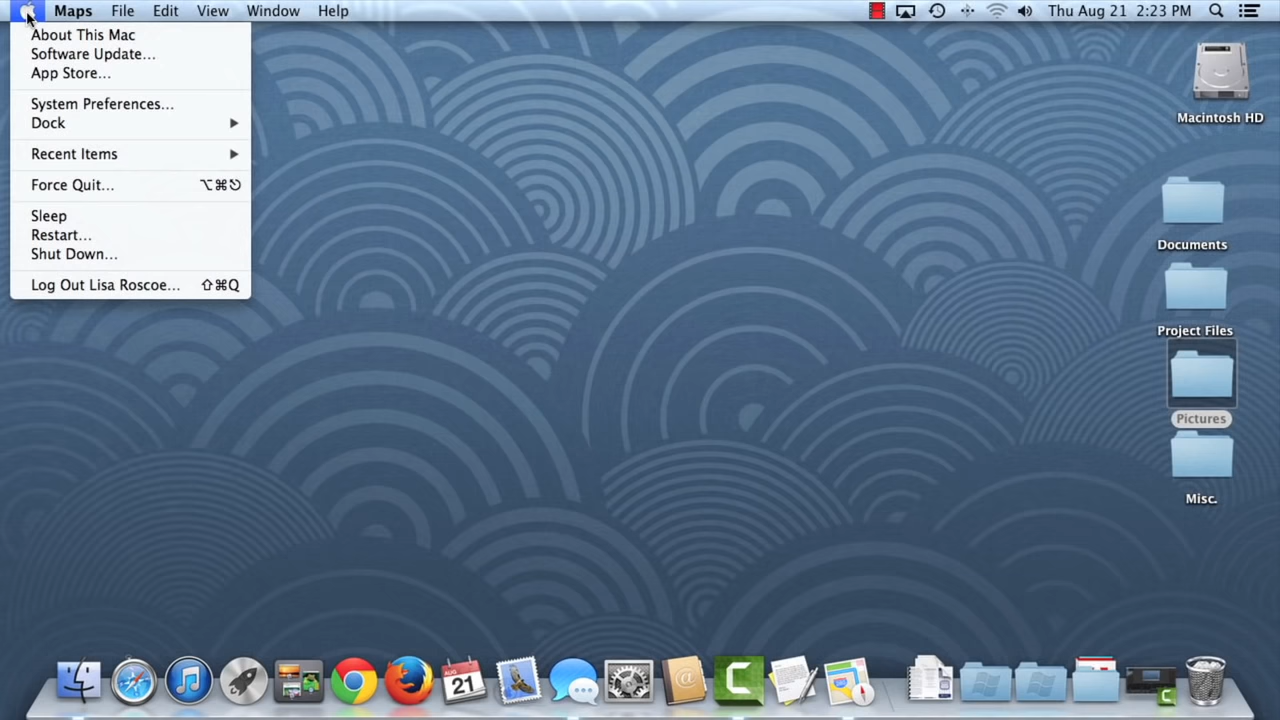 Maps File Edit View Window Help Thu Aug 21 2:23 PM
About This Mac
Software Update...
App Store...
System Preferences...
Dock
Recent Items
Force Quit... ⌥⌘⎋
Sleep
Restart...
Shut Down...
Log Out Lisa Roscoe... ⇧⌘Q
Macintosh HD
Documents
Project Files
Pictures
Misc.
AUG
21